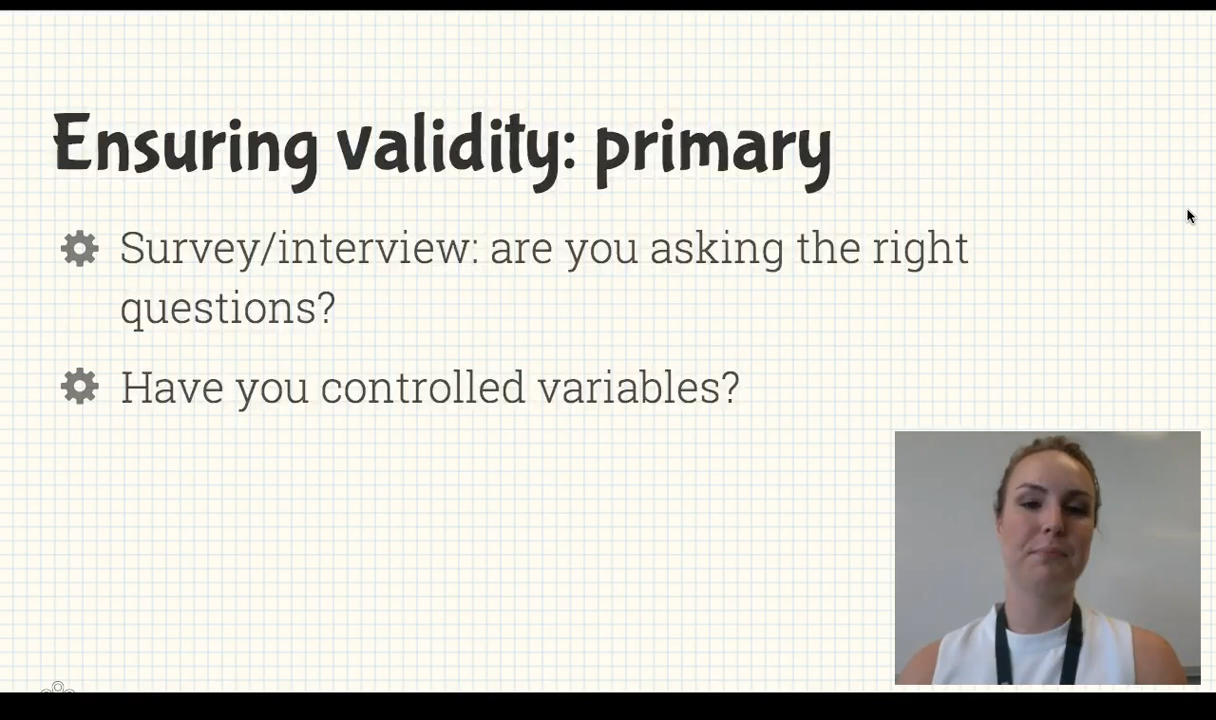 Ensuring validity: primary
Survey/interview: are you asking the right
questions?
Have you controlled variables?